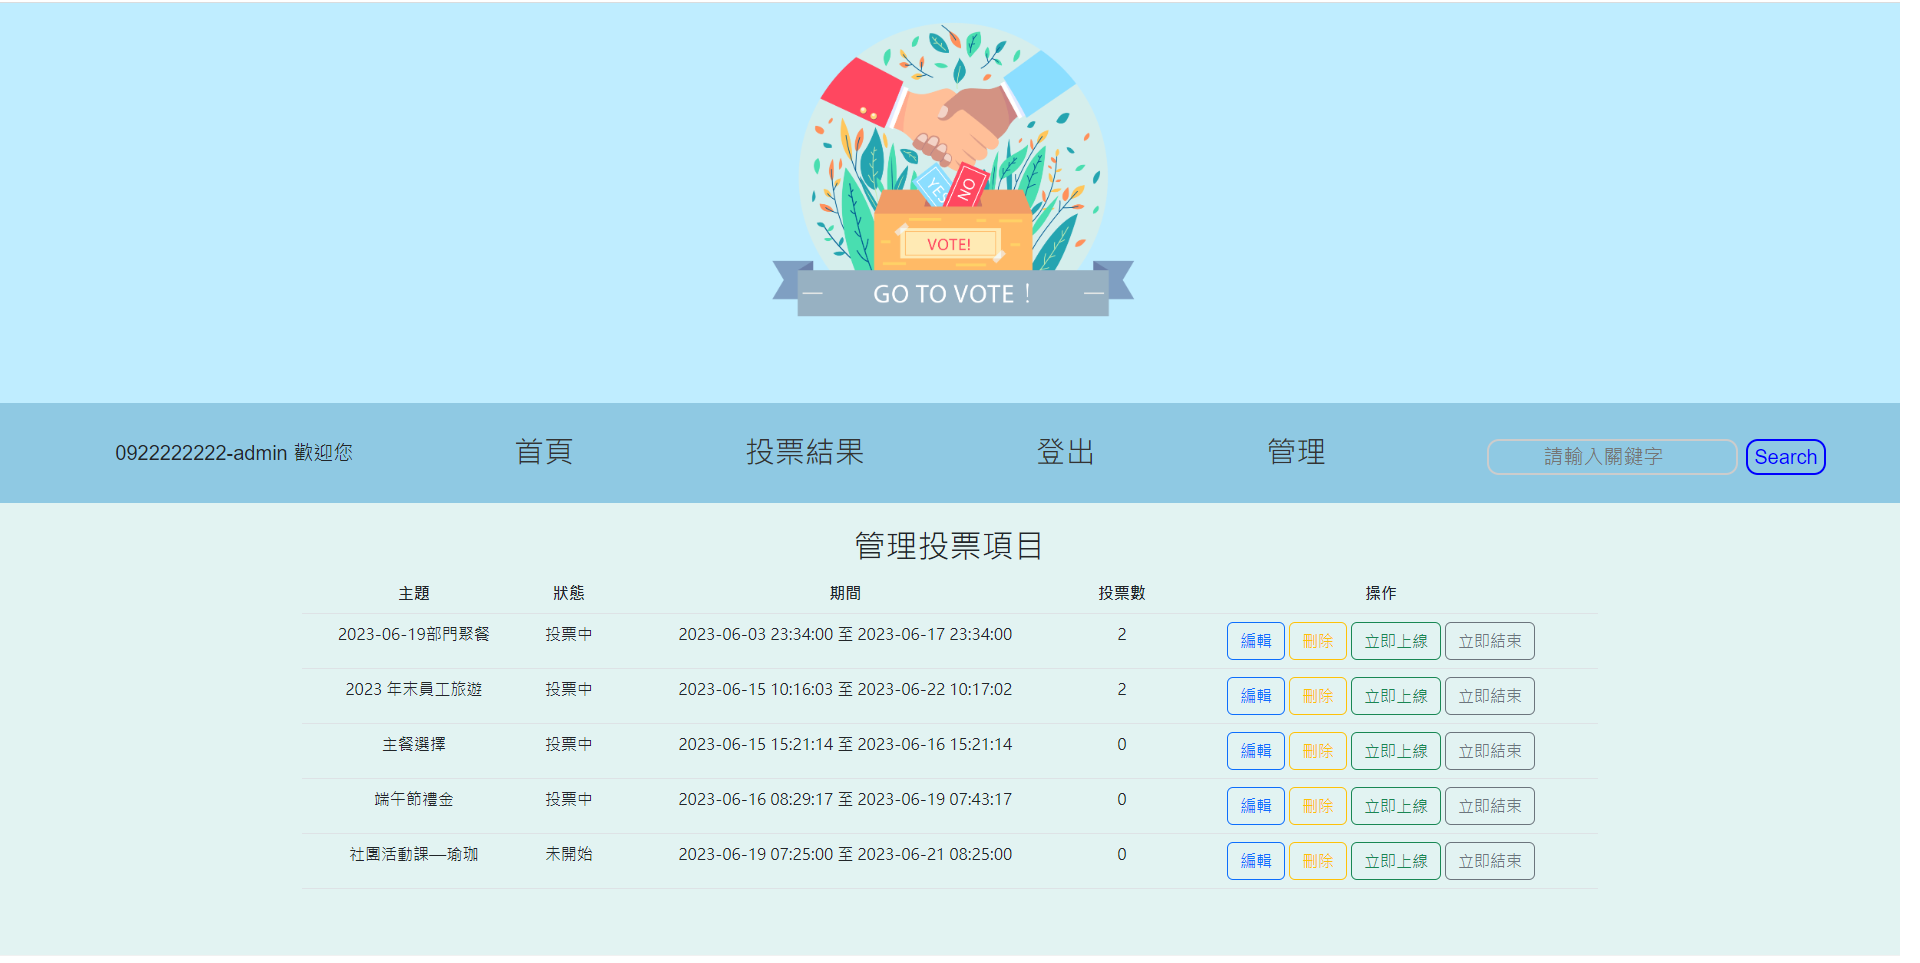 YES
NO
VOTE!
GO TO VOTE！
0922222222-admin 歡迎您 首頁 投票結果 登出 管理 請輸入關鍵字 Search
管理投票項目
主題 狀態 期間 投票數 操作
2023-06-19部門聚餐 投票中 2023-06-03 23:34:00 至 2023-06-17 23:34:00 2 編輯 刪除 立即上線 立即結束
2023 年末員工旅遊 投票中 2023-06-15 10:16:03 至 2023-06-22 10:17:02 2 編輯 刪除 立即上線 立即結束
主餐選擇 投票中 2023-06-15 15:21:14 至 2023-06-16 15:21:14 0 編輯 刪除 立即上線 立即結束
端午節禮金 投票中 2023-06-16 08:29:17 至 2023-06-19 07:43:17 0 編輯 刪除 立即上線 立即結束
社團活動課—瑜珈 未開始 2023-06-19 07:25:00 至 2023-06-21 08:25:00 0 編輯 刪除 立即上線 立即結束